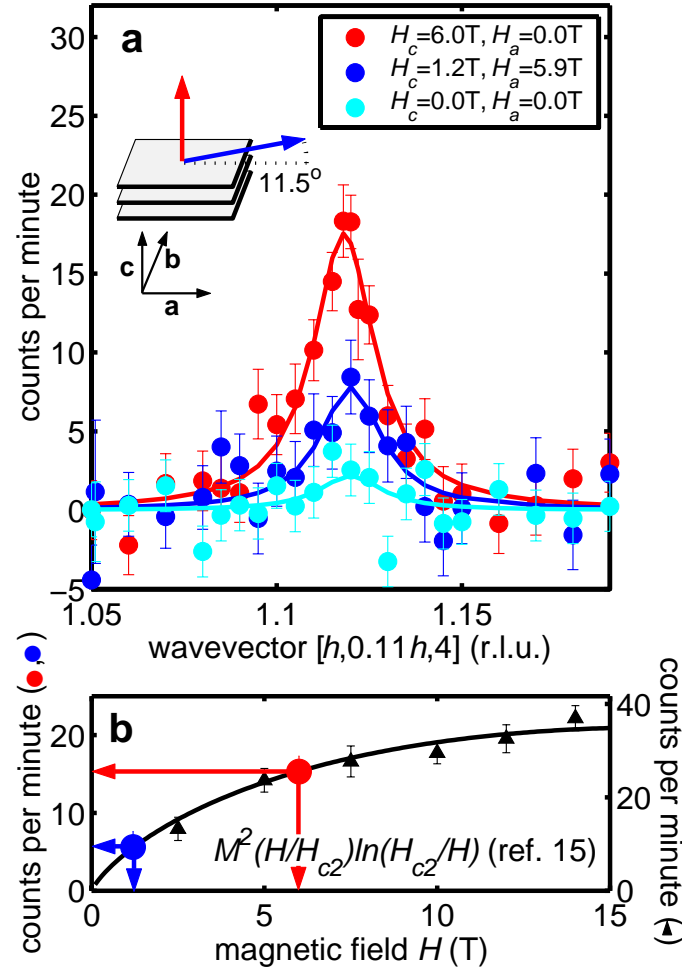 a
H_c=6.0T, H_a=0.0T
H_c=1.2T, H_a=5.9T
H_c=0.0T, H_a=0.0T
11.5°
c
b
a
30
25
20
15
10
5
0
−5
counts per minute
1.05
1.1
1.15
wavevector [h,0.11h,4] (r.l.u.)
b
M²(H/H_c2)ln(H_c2/H) (ref. 15)
counts per minute (●,●)
20
10
0
counts per minute (▲)
40
20
0
0
5
10
15
magnetic field H (T)